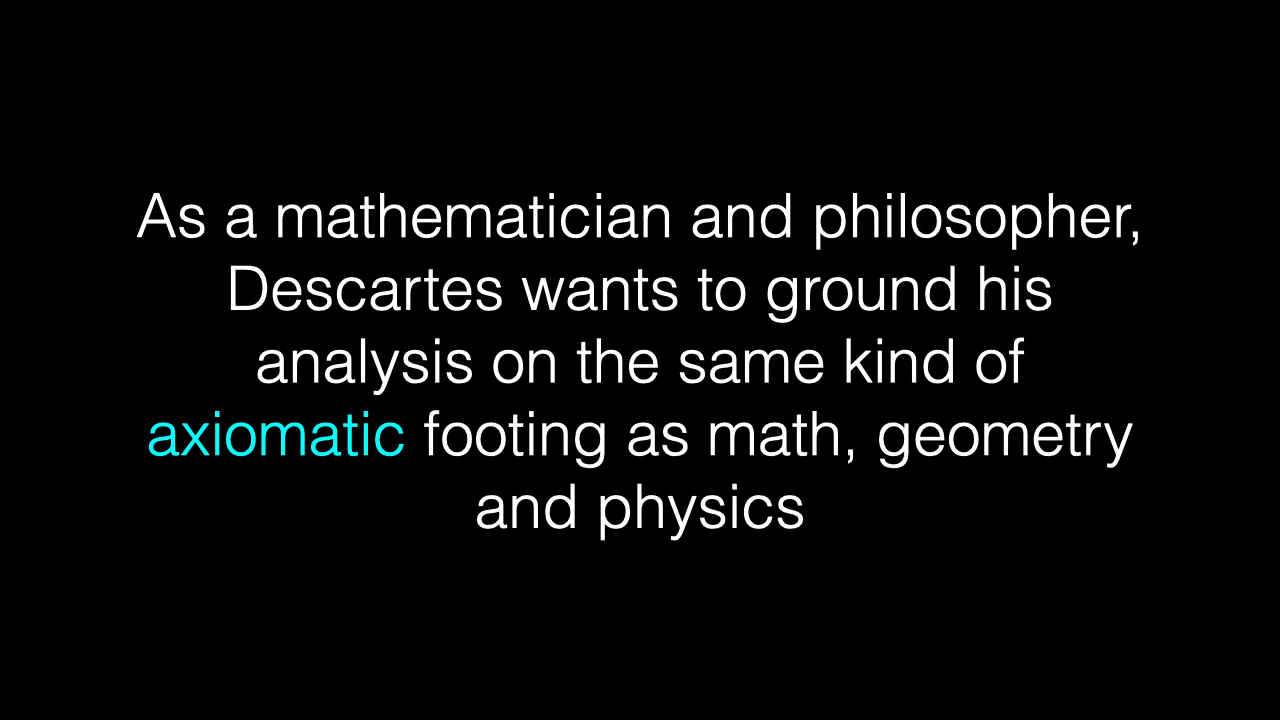 As a mathematician and philosopher,
Descartes wants to ground his
analysis on the same kind of
axiomatic footing as math, geometry
and physics